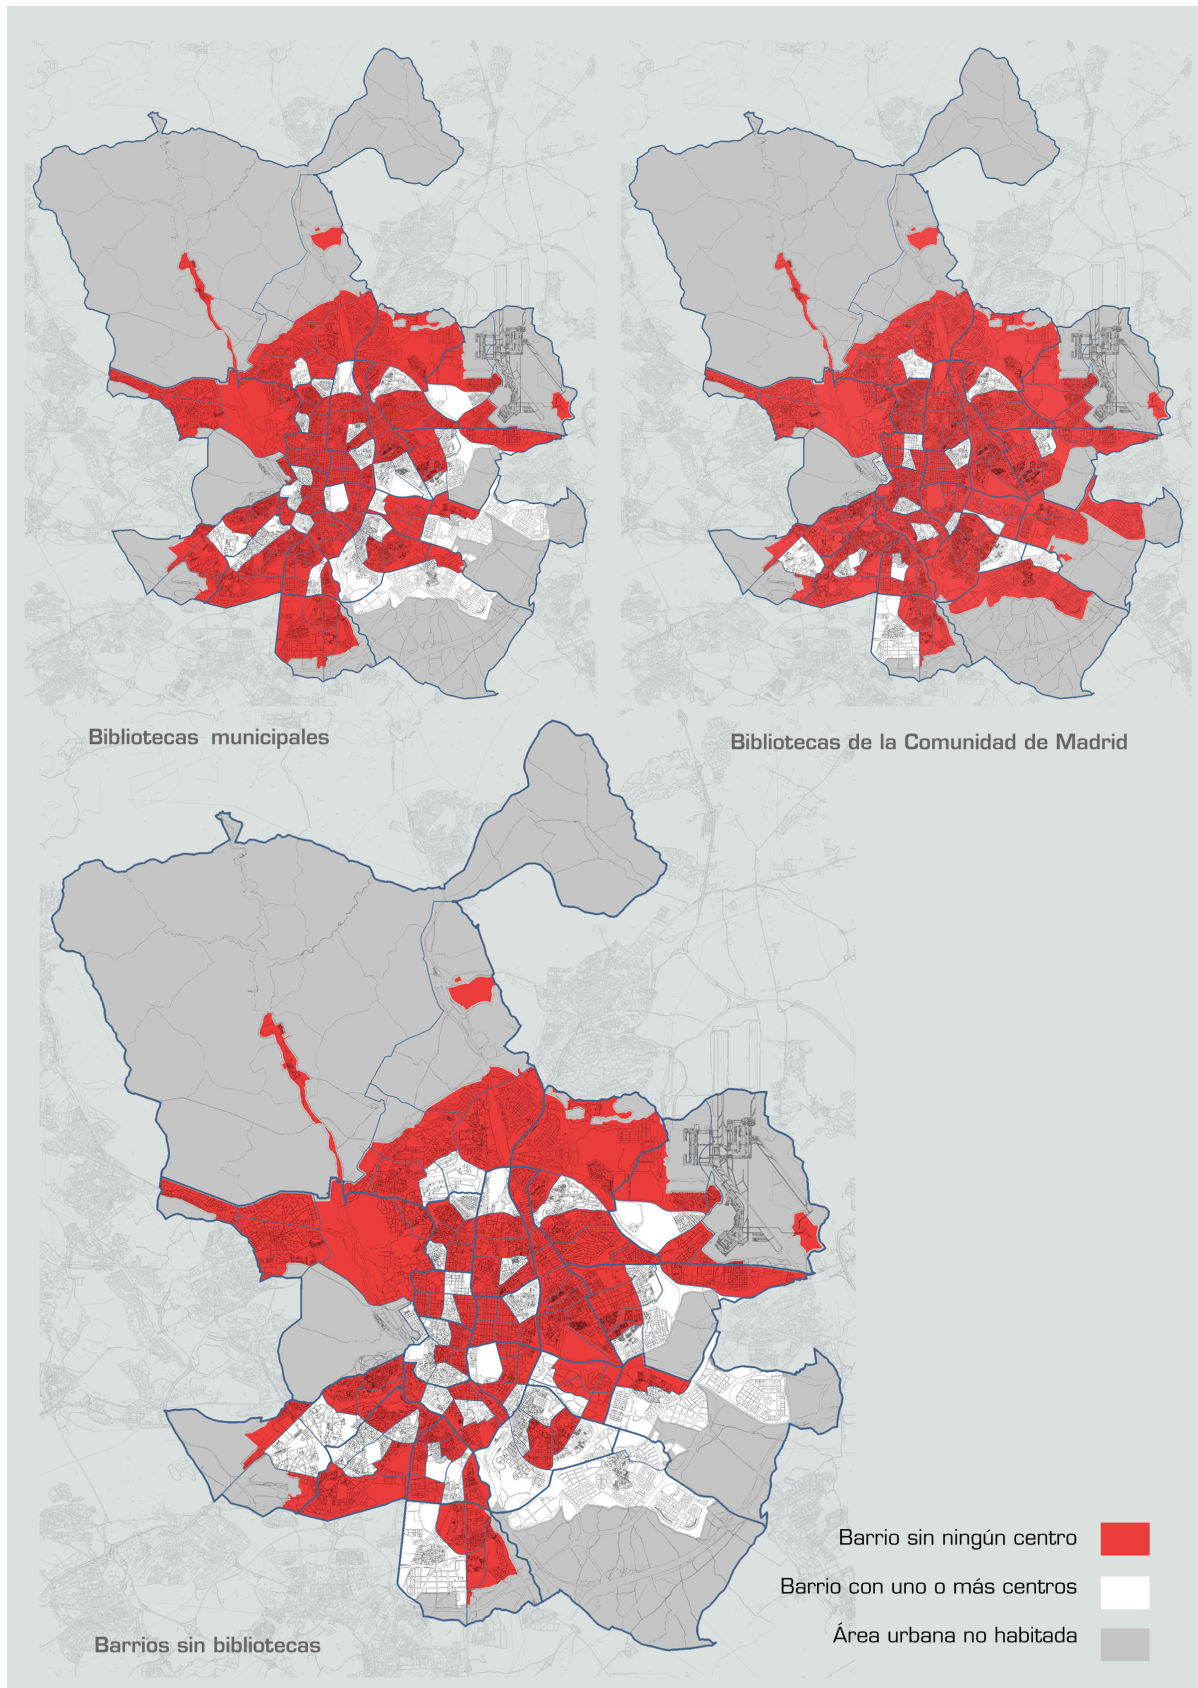 Bibliotecas municipales
Bibliotecas de la Comunidad de Madrid
Barrio sin ningún centro
Barrio con uno o más centros
Área urbana no habitada
Barrios sin bibliotecas